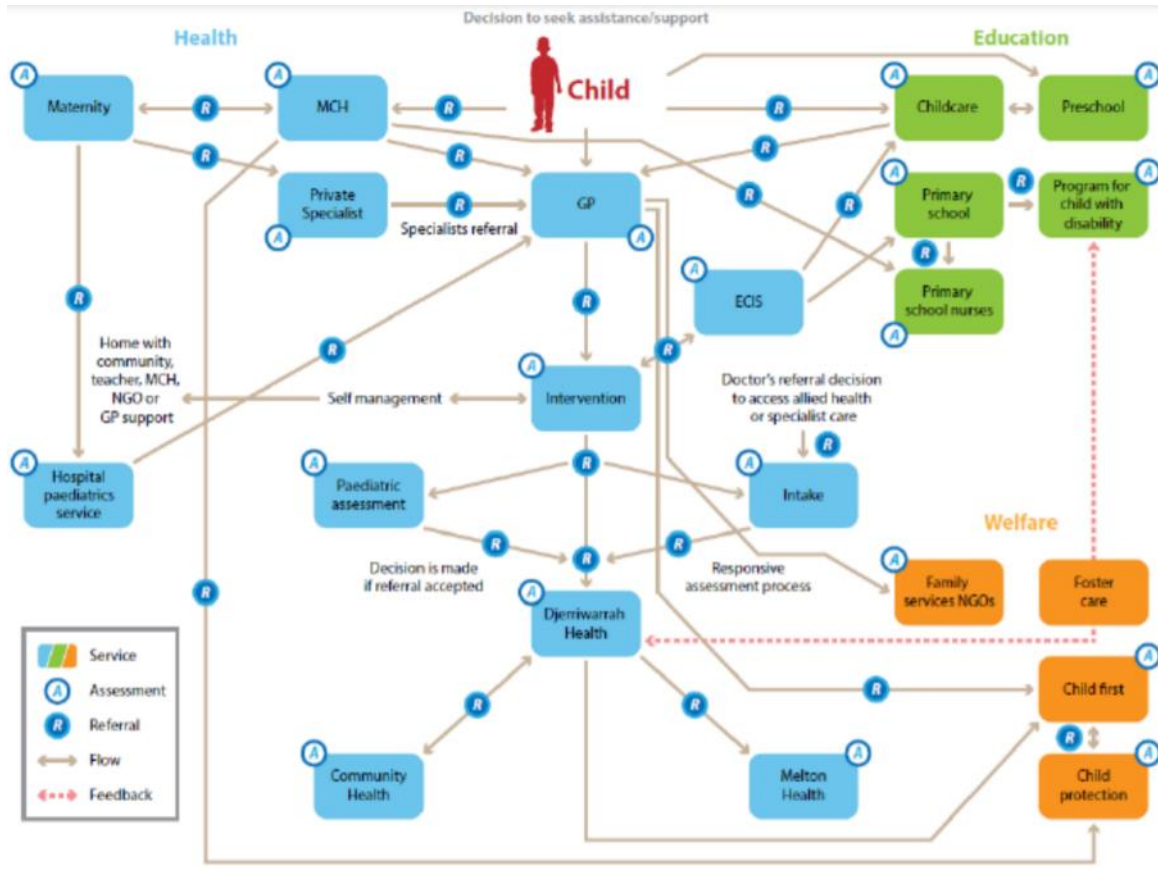 Decision to seek assistance/support
Health
Education
Child
A
A
A
A
Maternity
R
MCH
R
R
Childcare
Preschool
R
R
R
A
A
Private
Specialist
A
R
Specialists referral
GP
A
Primary
school
R
Program for
child with
disability
R
R
R
A
ECIS
Primary
school nurses
A
R
R
Home with
community,
teacher, MCH,
NGO or
GP support
R
R
A
Self management
Intervention
Doctor's referral decision
to access allied health
or specialist care
R
A
Hospital
paediatrics
service
A
Paediatric
assessment
R
A
Intake
R
R
R
Decision is made
if referral accepted
Responsive
assessment process
Welfare
R
A
Djerriwarrah
Health
A
Family
services NGOs
Foster
care
Service
A
Assessment
R
Referral
Flow
Feedback
R
R
R
A
Child first
A
Community
Health
A
Melton
Health
R
A
Child
protection